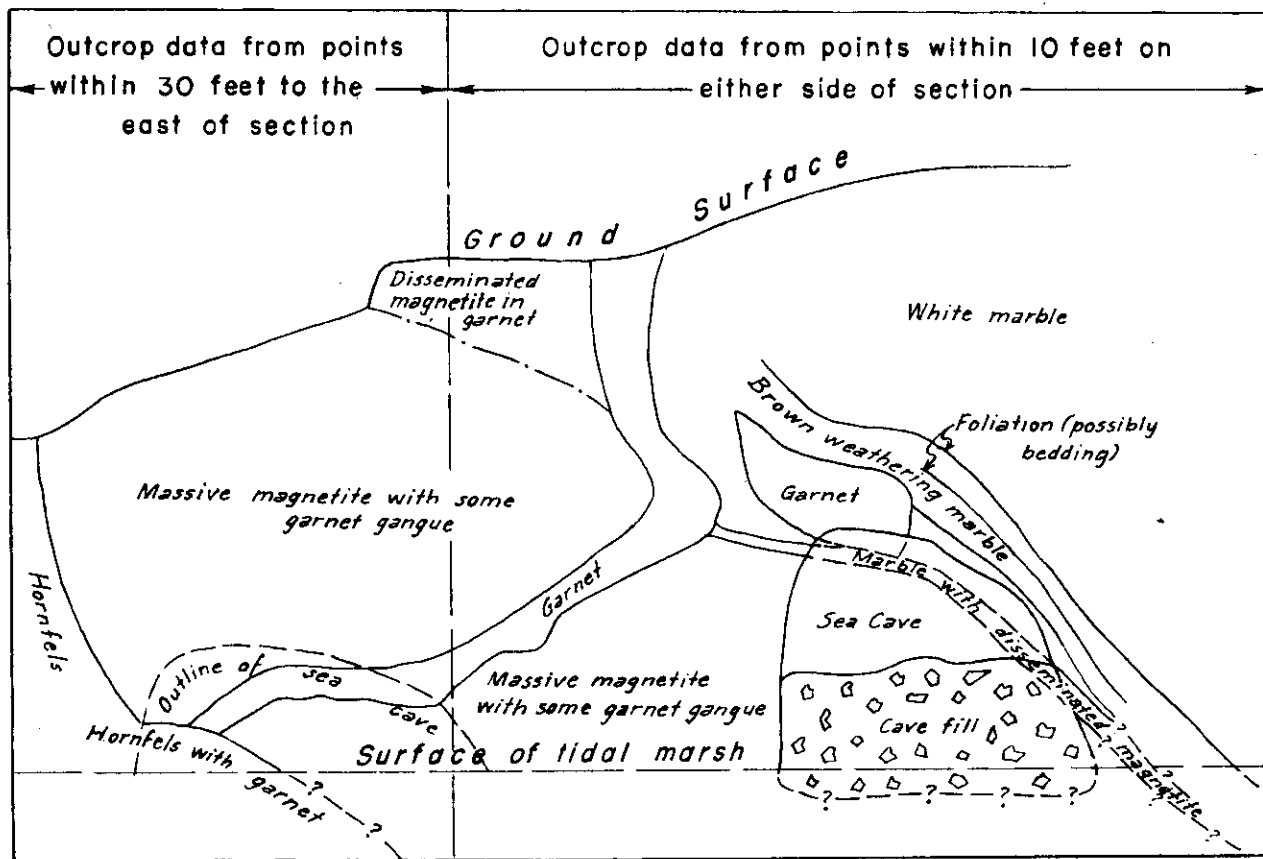 Outcrop data from points
within 30 feet to the
east of section
Outcrop data from points within 10 feet on
either side of section
Ground Surface
Disseminated
magnetite in
garnet
White marble
Brown weathering marble
Foliation (possibly
bedding)
Garnet
Massive magnetite with some
garnet gangue
Hornfels
Garnet
Marble with disseminated magnetite
Sea Cave
Outline of sea cave
Massive magnetite
with some garnet gangue
Cave fill
Hornfels with
garnet
Surface of tidal marsh
? ?
? ? ? ? ?
? ? ? ? ?